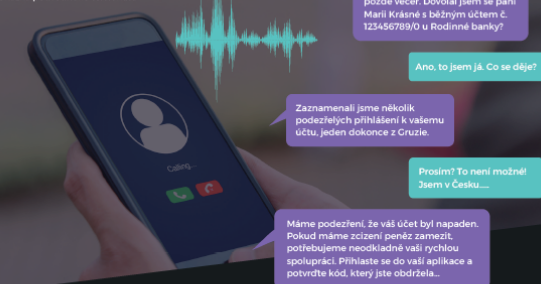 pozdě večer. Dovolal jsem se paní
Marii Krásné s běžným účtem č.
123456789/0 u Rodinné banky?
Ano, to jsem já. Co se děje?
Zaznamenali jsme několik
podezřelých přihlášení k vašemu
účtu, jeden dokonce z Gruzie.
Prosím? To není možné!
Jsem v Česku.....
Calling...
Máme podezření, že váš účet byl napaden.
Pokud máme zcizení peněz zamezit,
potřebujeme neodkladně vaši rychlou
spolupráci. Přihlaste se do vaší aplikace a
potvrďte kód, který jste obdržela...